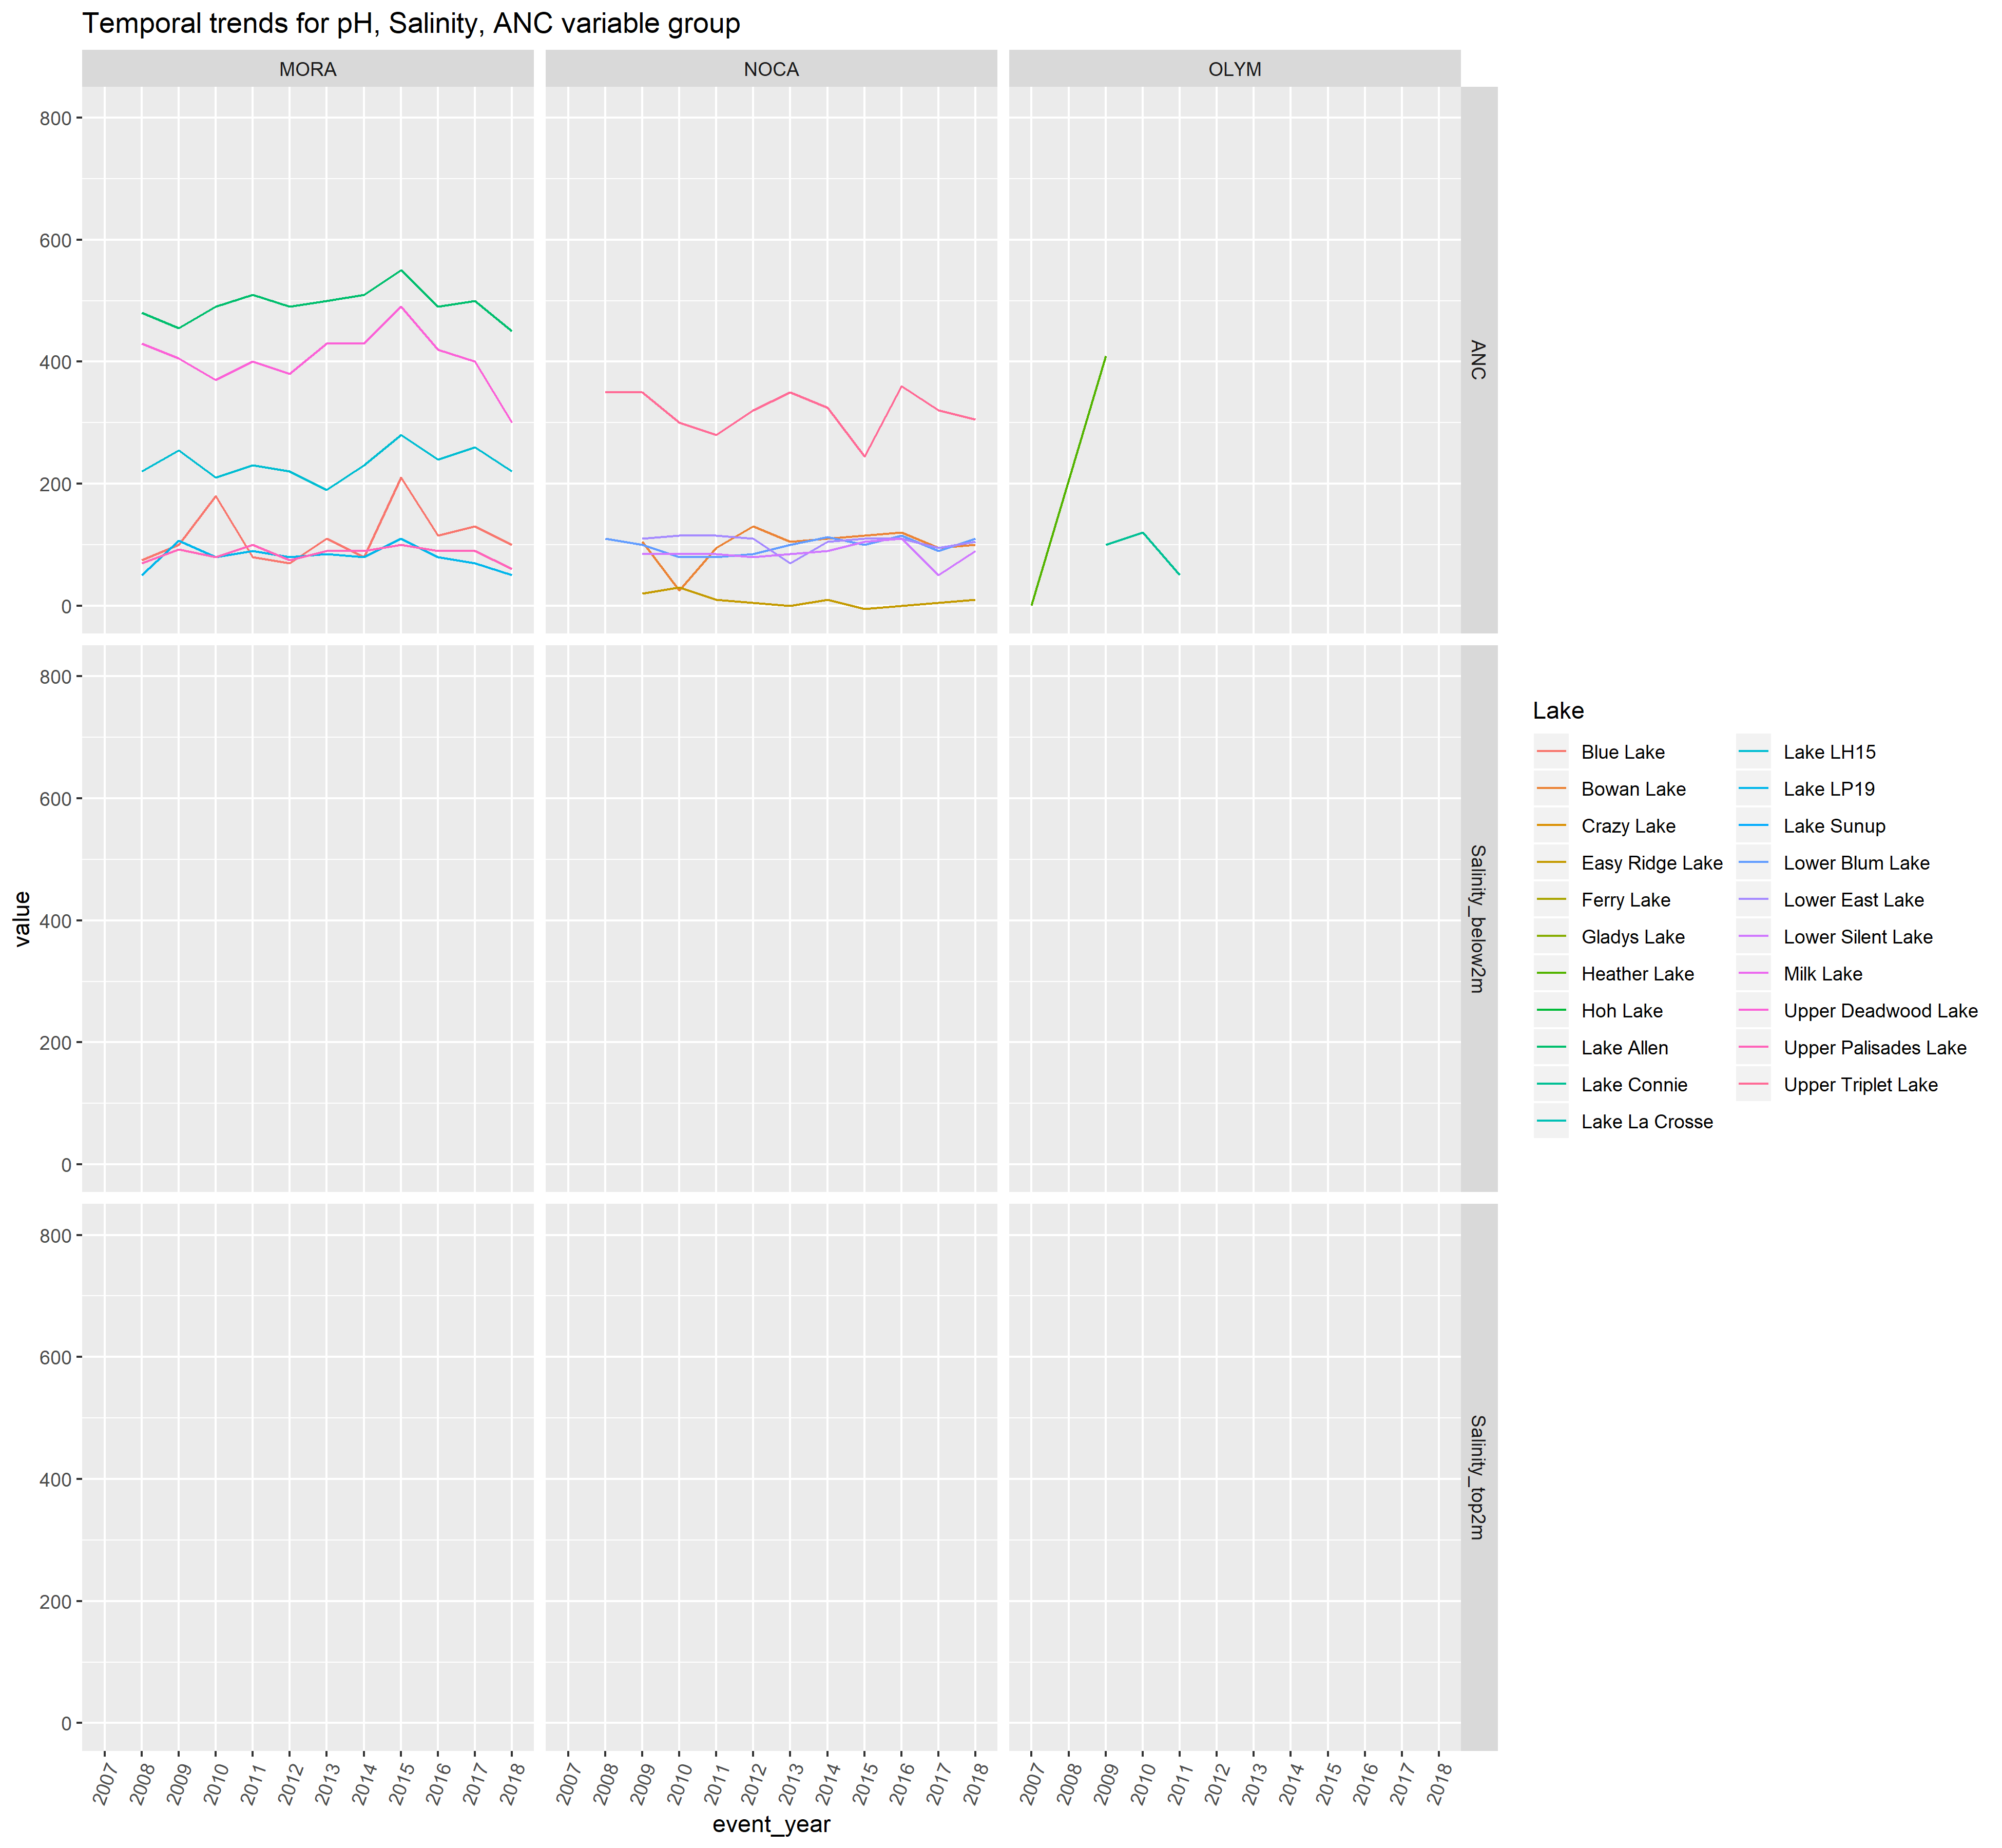 Temporal trends for pH, Salinity, ANC variable group
MORA NOCA OLYM
800
600
400
200
0
ANC
800
600
400
200
0
Salinity_below2m
800
600
400
200
0
Salinity_top2m
value
2007 2008 2009 2010 2011 2012 2013 2014 2015 2016 2017 2018 2007 2008 2009 2010 2011 2012 2013 2014 2015 2016 2017 2018 2007 2008 2009 2010 2011 2012 2013 2014 2015 2016 2017 2018
event_year
Lake
Blue Lake
Bowan Lake
Crazy Lake
Easy Ridge Lake
Ferry Lake
Gladys Lake
Heather Lake
Hoh Lake
Lake Allen
Lake Connie
Lake La Crosse
Lake LH15
Lake LP19
Lake Sunup
Lower Blum Lake
Lower East Lake
Lower Silent Lake
Milk Lake
Upper Deadwood Lake
Upper Palisades Lake
Upper Triplet Lake